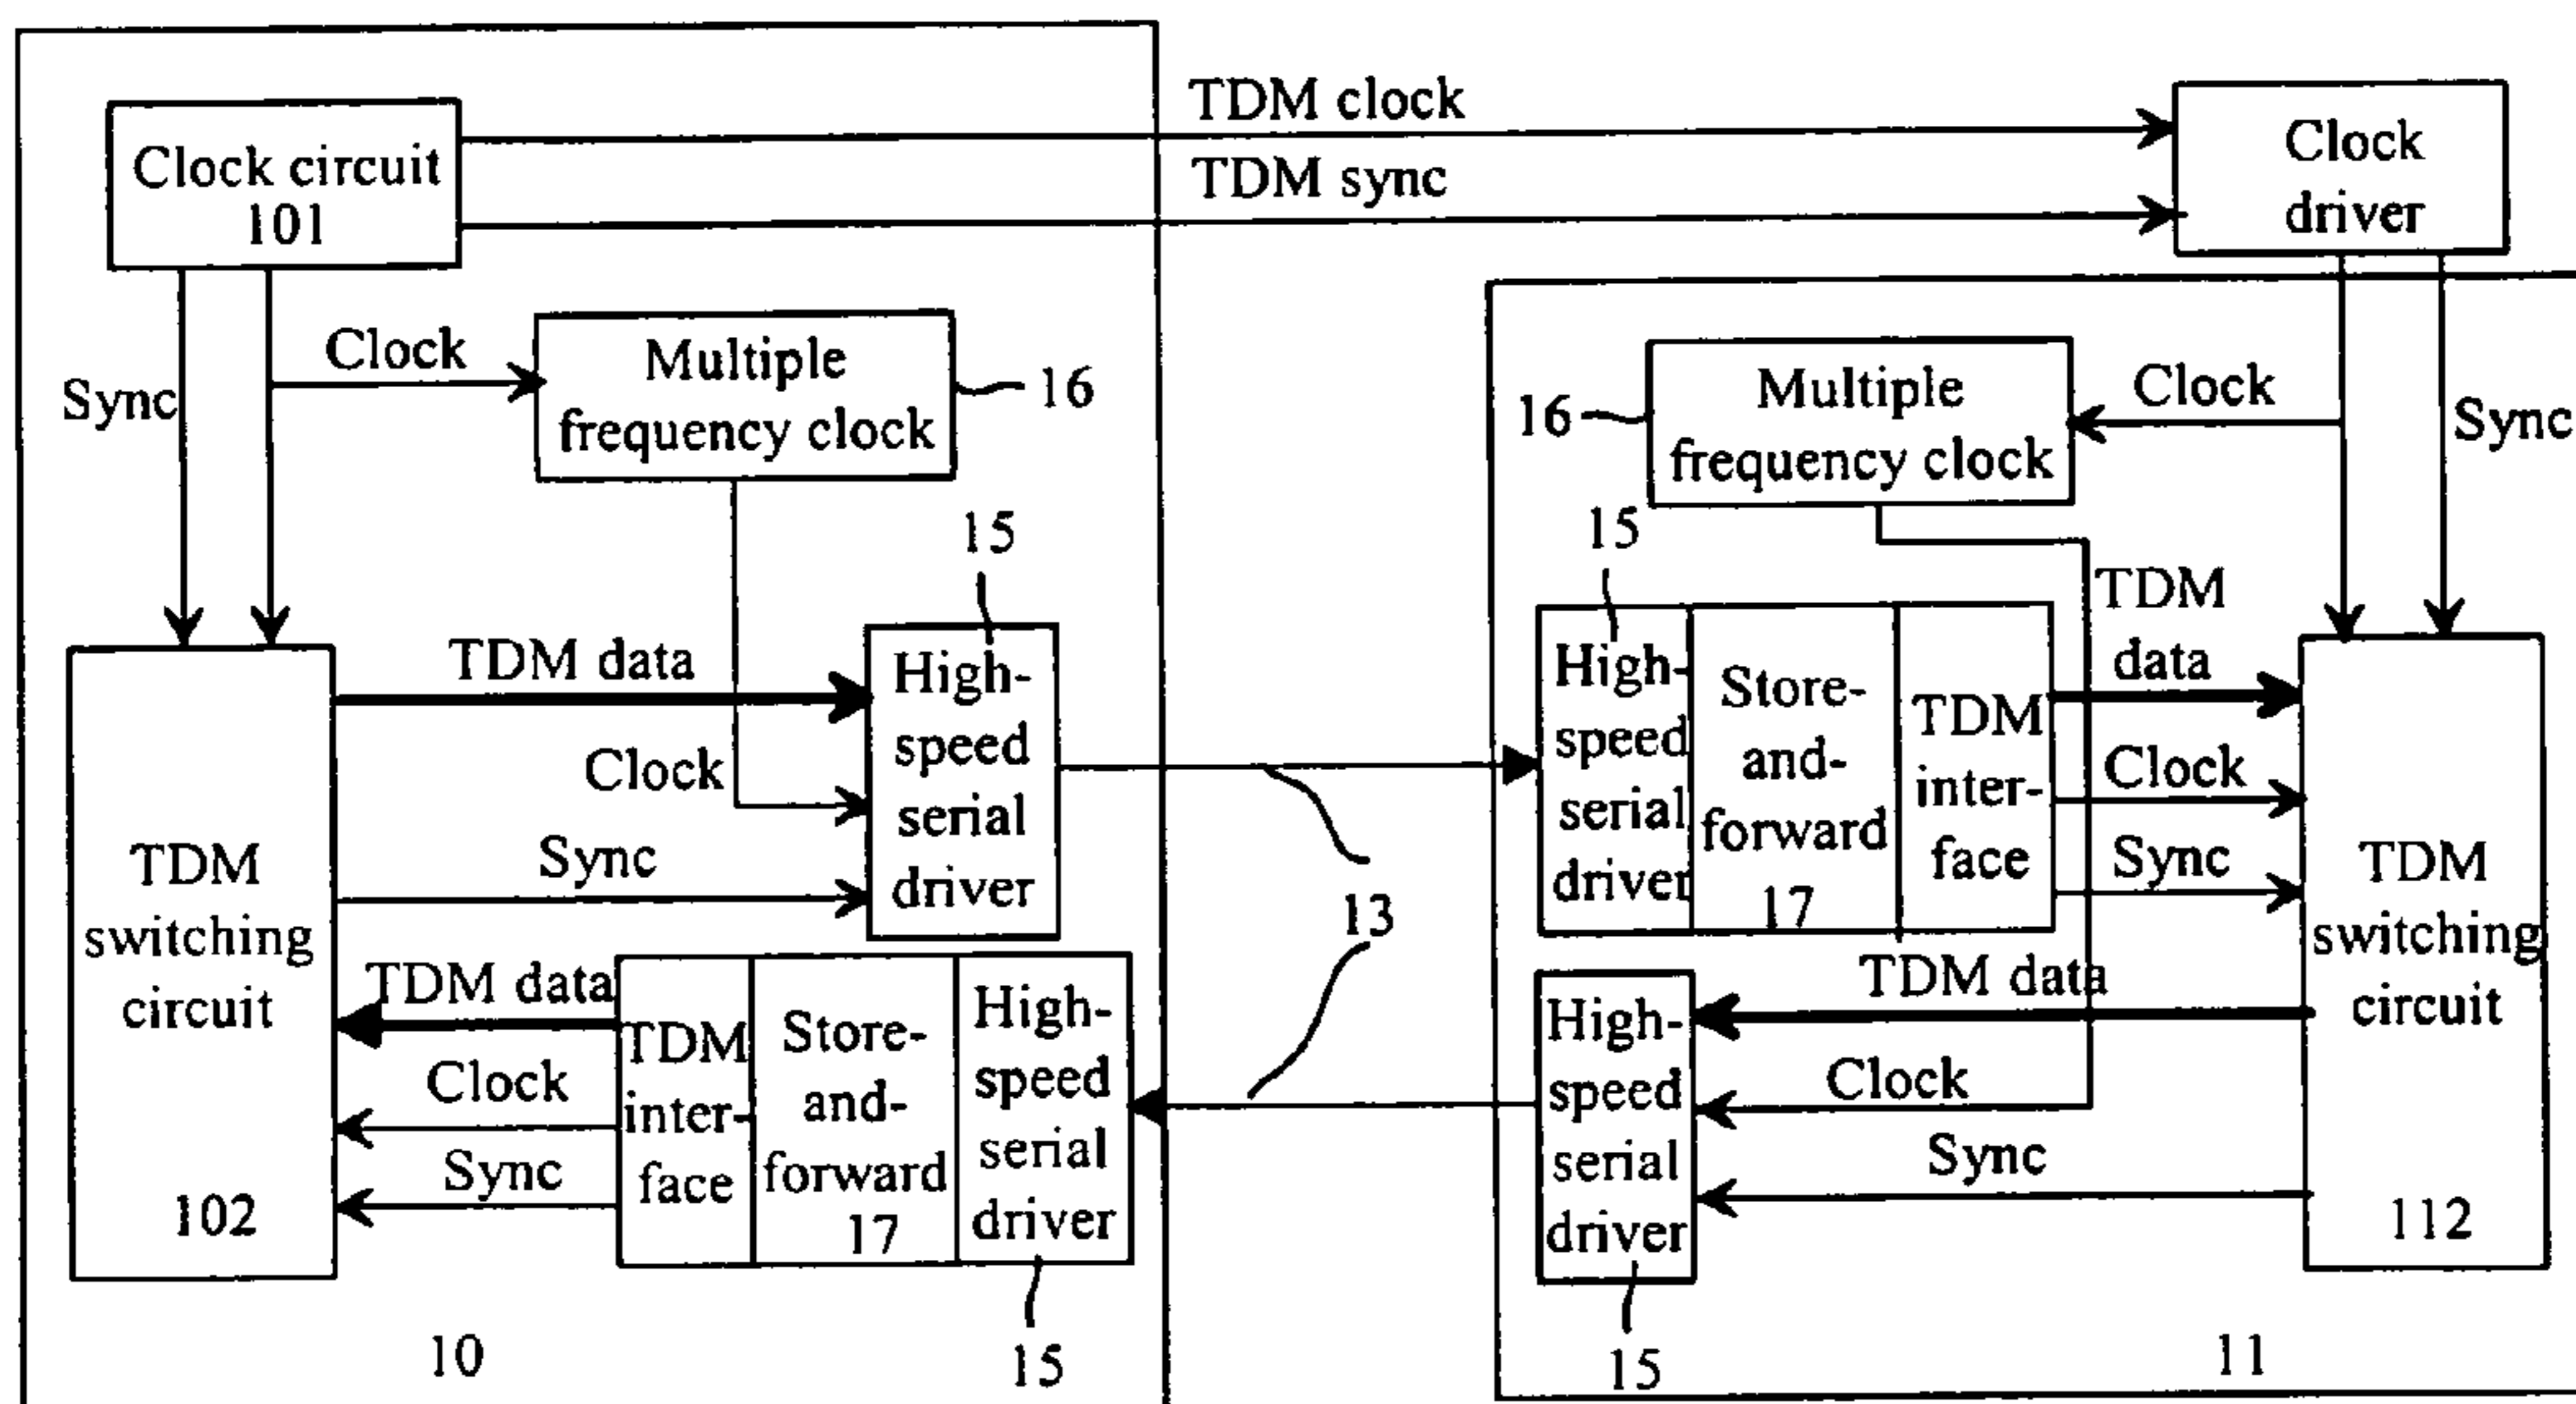 TDM clock
TDM sync
Clock circuit
101
Clock
driver
Sync
Clock
Multiple
frequency clock
16
16
Multiple
frequency clock
Clock
Sync
15
15
TDM data
Clock
Sync
High-
speed
serial
driver
High-
speed
serial
driver
Store-
and-
forward
17
TDM
inter-
face
TDM
data
Clock
Sync
13
TDM
switching
circuit
102
TDM data
Clock
Sync
TDM
inter-
face
Store-
and-
forward
17
High-
speed
serial
driver
15
High-
speed
serial
driver
15
TDM data
Clock
Sync
TDM
switching
circuit
112
10
11